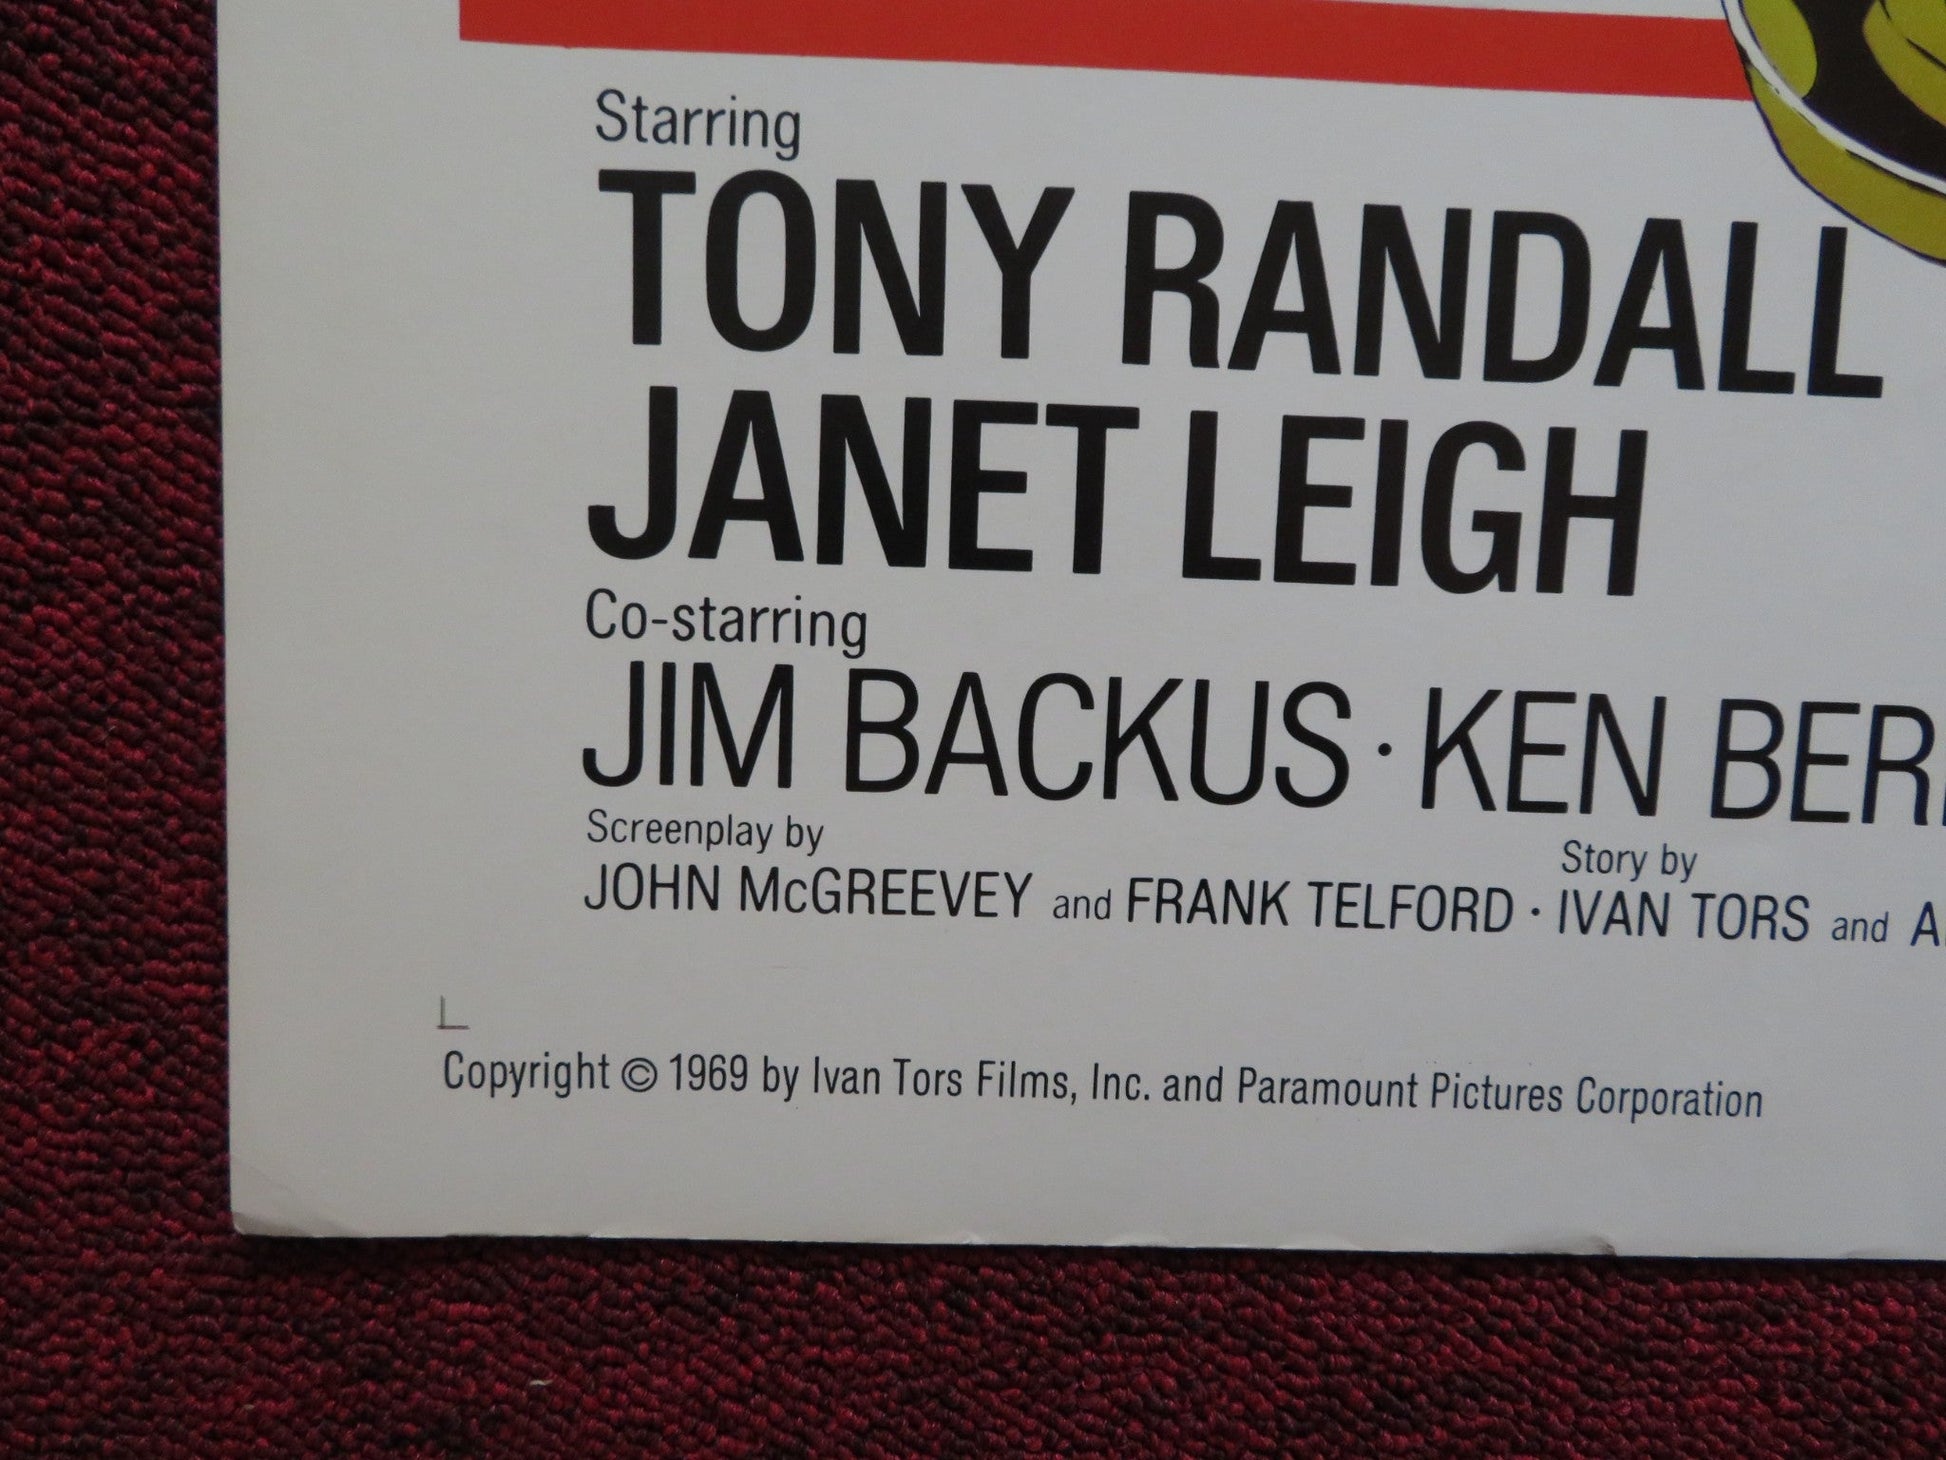 Starring
TONY RANDALL
JANET LEIGH
Co-starring
JIM BACKUS · KEN
Screenplay by
JOHN McGREEVEY and FRANK TELFORD ·
Story by
IVAN TORS and
Copyright © 1969 by Ivan Tors Films, Inc. and Paramount Pictures Corporation